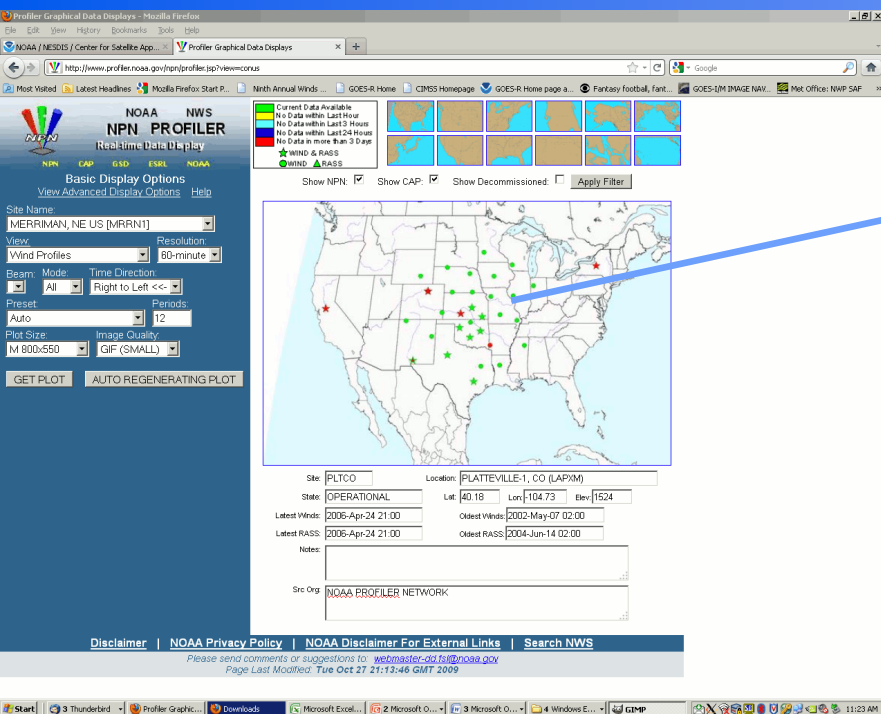 Profiler Graphical Data Displays - Mozilla Firefox
File Edit View History Bookmarks Tools Help
NOAA / NESDIS / Center for Satellite App... Profiler Graphical Data Displays
http://www.profiler.noaa.gov/npn/profiler.jsp?view=conus Google
Most Visited Latest Headlines Mozilla Firefox Start P... Ninth Annual Winds ... GOES-R Home CIMSS Homepage GOES-R Home page a... Fantasy football, fant... GOES-I/M IMAGE NAV... Met Office: NWP SAF
NOAA NWS
NPN PROFILER
Real-time Data Display
NPN
NPN CAP GSD ESRL NOAA
Basic Display Options
View Advanced Display Options Help
Site Name:
MERRIMAN, NE US [MRRN1]
View: Resolution:
Wind Profiles 60-minute
Beam: Mode: Time Direction:
All Right to Left <<-
Preset: Periods:
Auto 12
Plot Size: Image Quality:
M 800x550 GIF (SMALL)
GET PLOT AUTO REGENERATING PLOT
Current Data Available
No Data within Last Hour
No Data within Last3 Hours
No Data within Last24 Hours
No Data in more than 3 Days
WIND & RASS
WIND RASS
Show NPN: Show CAP: Show Decommissioned: Apply Filter
Site: PLTCO Location: PLATTEVILLE-1, CO (LAPXM)
State: OPERATIONAL Lat: 40.18 Lon: -104.73 Elev: 1524
Latest Winds: 2006-Apr-24 21:00 Oldest Winds: 2002-May-07 02:00
Latest RASS: 2006-Apr-24 21:00 Oldest RASS: 2004-Jun-14 02:00
Notes:
Src Org: NOAA PROFILER NETWORK
Disclaimer | NOAA Privacy Policy | NOAA Disclaimer For External Links | Search NWS
Please send comments or suggestions to: webmaster-dd.fsl@noaa.gov
Page Last Modified: Tue Oct 27 21:13:46 GMT 2009
Start 3 Thunderbird Profiler Graphic... Downloads Microsoft Excel... 2 Microsoft O... 3 Microsoft O... 4 Windows E... GIMP 11:23 AM